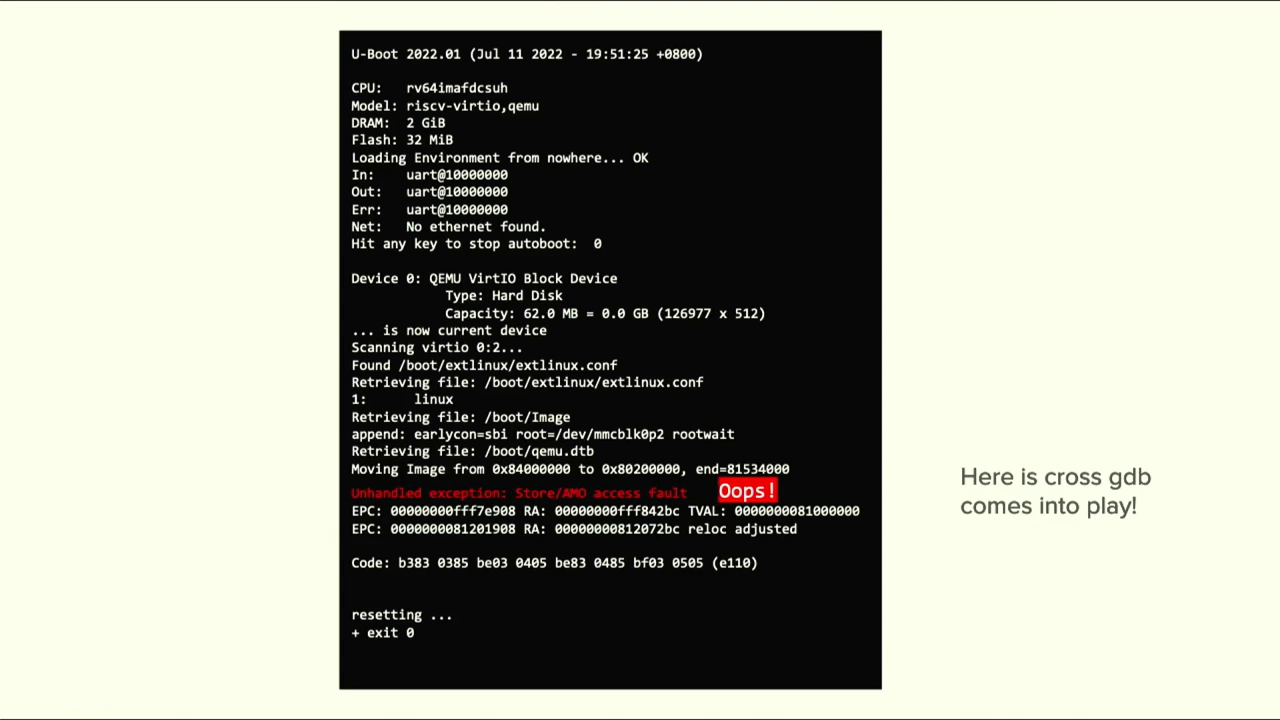 U-Boot 2022.01 (Jul 11 2022 - 19:51:25 +0800)
CPU: rv64imafdcsuh
Model: riscv-virtio,qemu
DRAM: 2 GiB
Flash: 32 MiB
Loading Environment from nowhere... OK
In: uart@10000000
Out: uart@10000000
Err: uart@10000000
Net: No ethernet found.
Hit any key to stop autoboot: 0
Device 0: QEMU VirtIO Block Device
Type: Hard Disk
Capacity: 62.0 MB = 0.0 GB (126977 x 512)
... is now current device
Scanning virtio 0:2...
Found /boot/extlinux/extlinux.conf
Retrieving file: /boot/extlinux/extlinux.conf
1: linux
Retrieving file: /boot/Image
append: earlycon=sbi root=/dev/mmcblk0p2 rootwait
Retrieving file: /boot/qemu.dtb
Moving Image from 0x84000000 to 0x80200000, end=81534000
Unhandled exception: Store/AMO access fault Oops!
EPC: 00000000fff7e908 RA: 00000000fff842bc TVAL: 0000000081000000
EPC: 0000000081201908 RA: 00000000812072bc reloc adjusted
Code: b383 0385 be03 0405 be83 0485 bf03 0505 (e110)
resetting ...
+ exit 0
Here is cross gdb
comes into play!